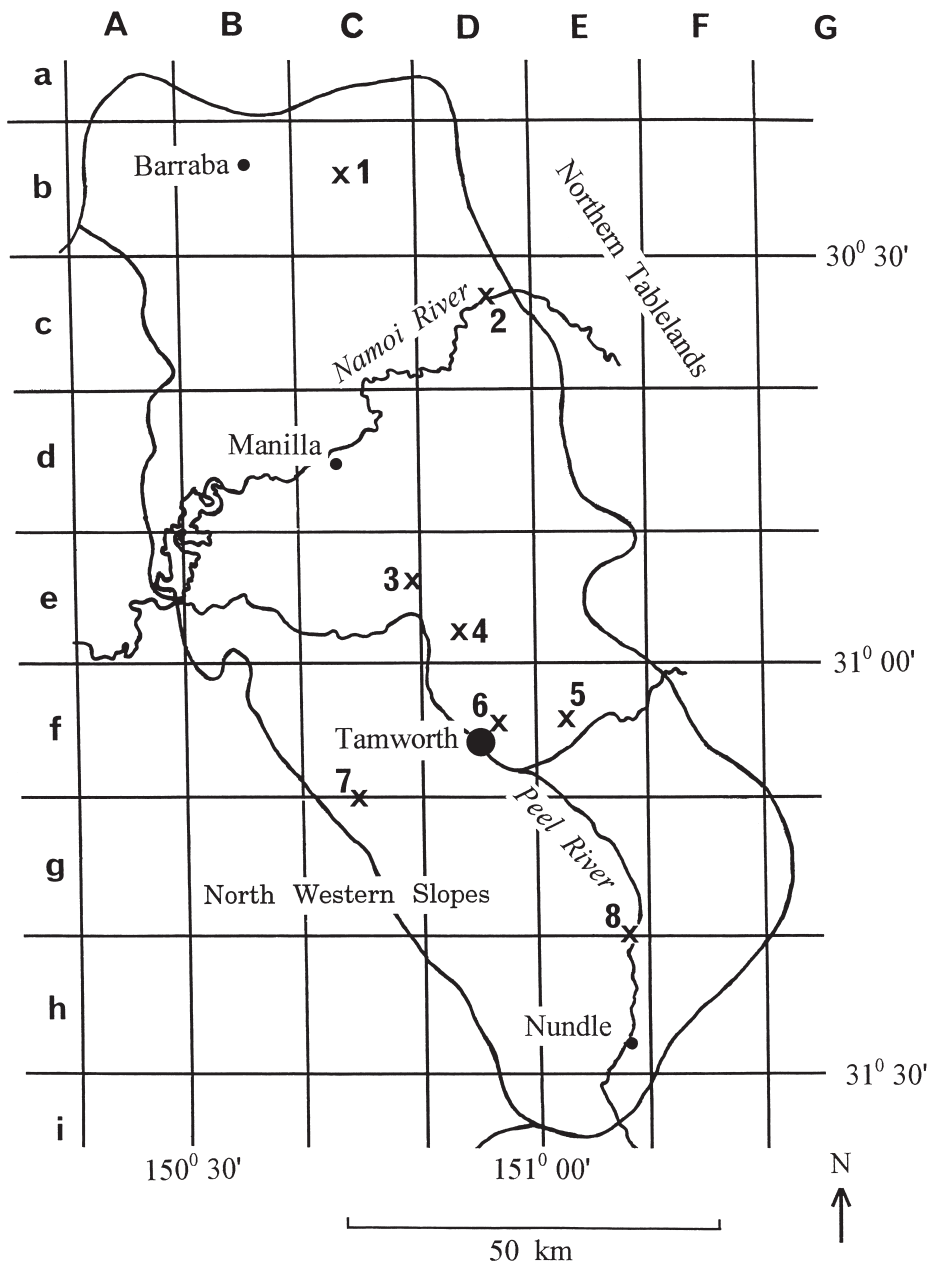 A B C D E F G
a
Barraba
x1
b
Northern Tablelands
30⁰ 30'
Namoi River
x
2
c
Manilla
d
3x
e
x4
31⁰ 00'
5
x
6
x
f
Tamworth
7
x
Peel River
g
North Western Slopes
8
x
h
Nundle
31⁰ 30'
i
150⁰ 30'
151⁰ 00'
N
50 km